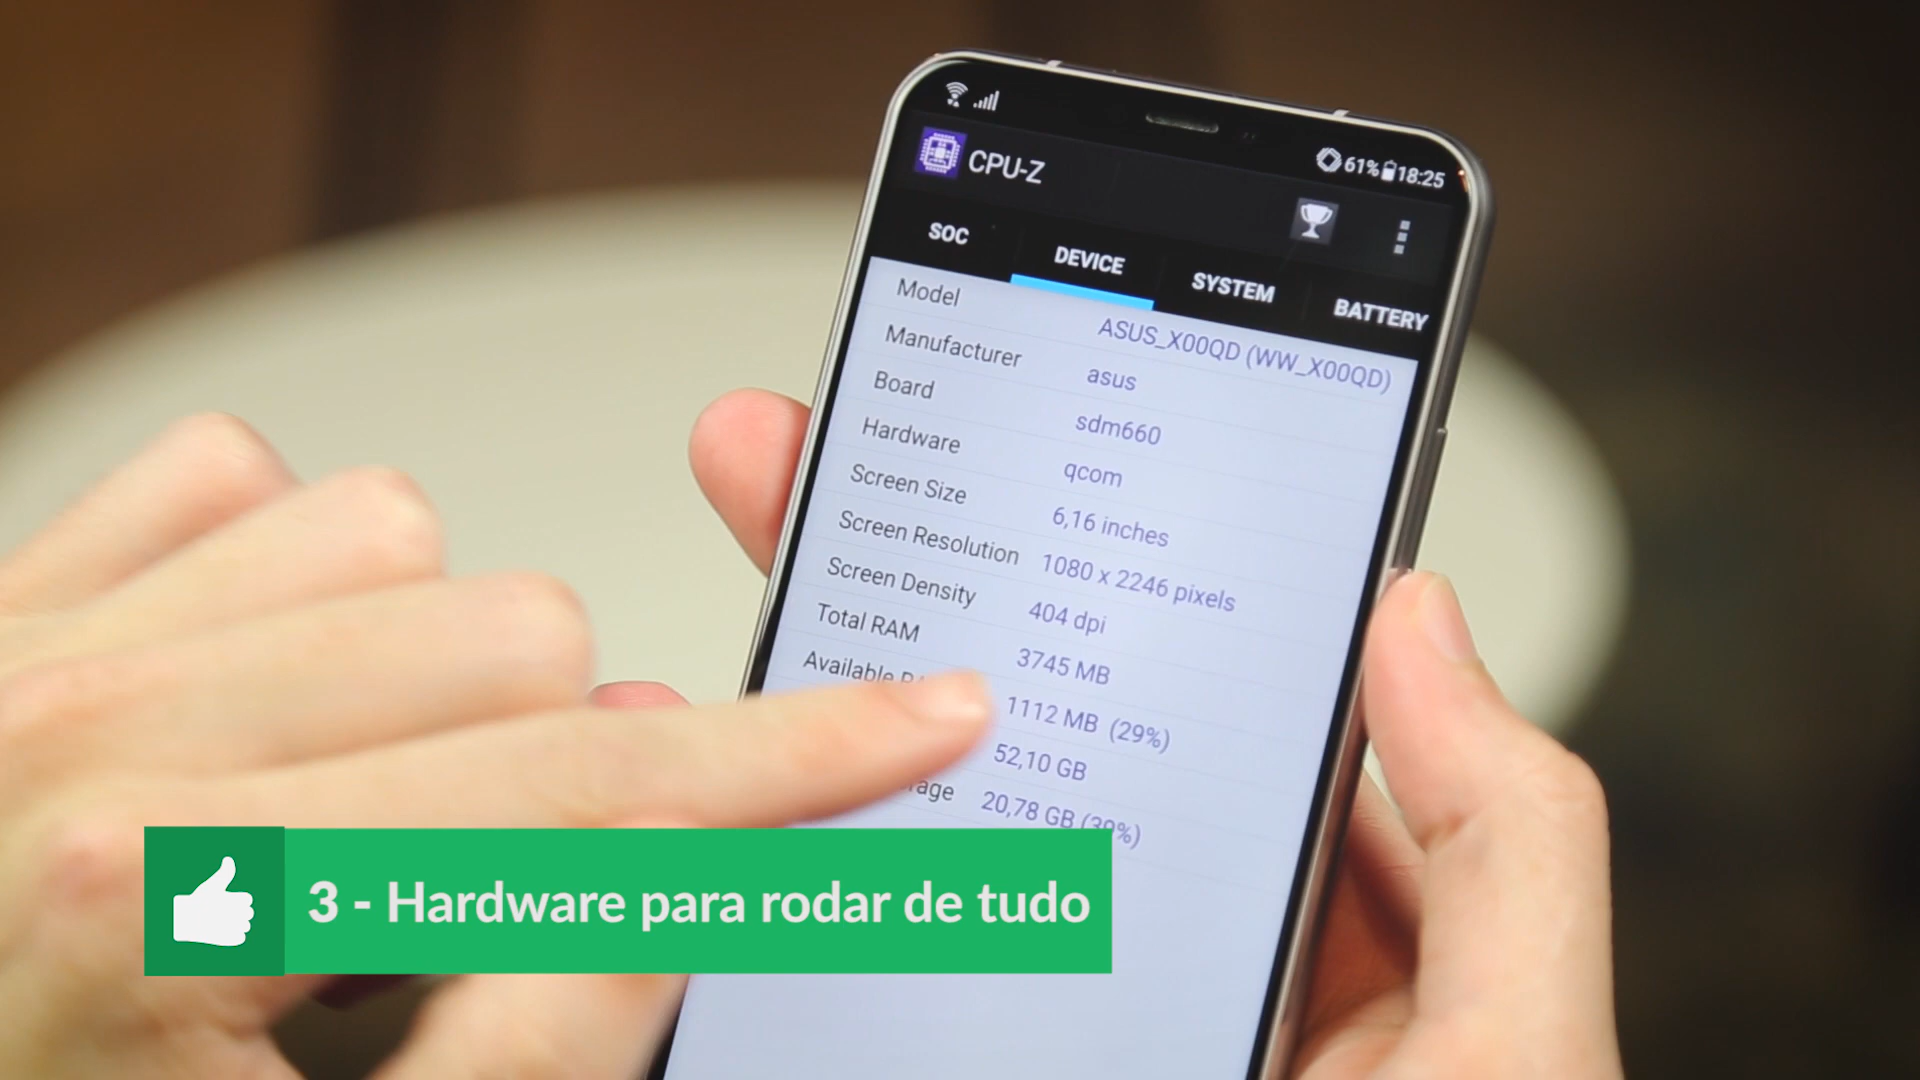 61% 18:25
CPU-Z
SOC DEVICE SYSTEM BATTERY
Model ASUS_X00QD (WW_X00QD)
Manufacturer asus
Board sdm660
Hardware qcom
Screen Size 6,16 inches
Screen Resolution 1080 x 2246 pixels
Screen Density 404 dpi
Total RAM 3745 MB
Available 1112 MB (29%)
52,10 GB
20,78 GB (39%)
3 - Hardware para rodar de tudo